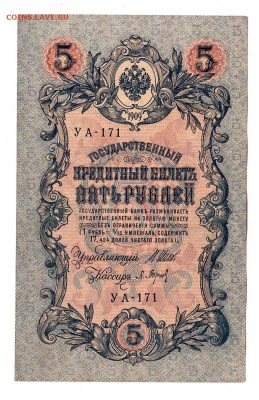 COINS.LAVE.RU
5 5
1909
УА-171
ГОСУДАРСТВЕННЫЙ
КРЕДИТНЫЙ БИЛЕТЪ
ПЯТЬ РУБЛЕЙ
ГОСУДАРСТВЕННЫЙ БАНКЪ РАЗМѢНИВАЕТЪ
КРЕДИТНЫЕ БИЛЕТЫ НА ЗОЛОТУЮ МОНЕТУ
БЕЗЪ ОГРАНИЧЕНІЯ СУММЫ
(1 РУБЛЬ = 1/15 ИМПЕРІАЛА, СОДЕРЖИТЪ
17,424 ДОЛЕЙ ЧИСТАГО ЗОЛОТА).
Управляющій
Кассиръ
УА-171
5